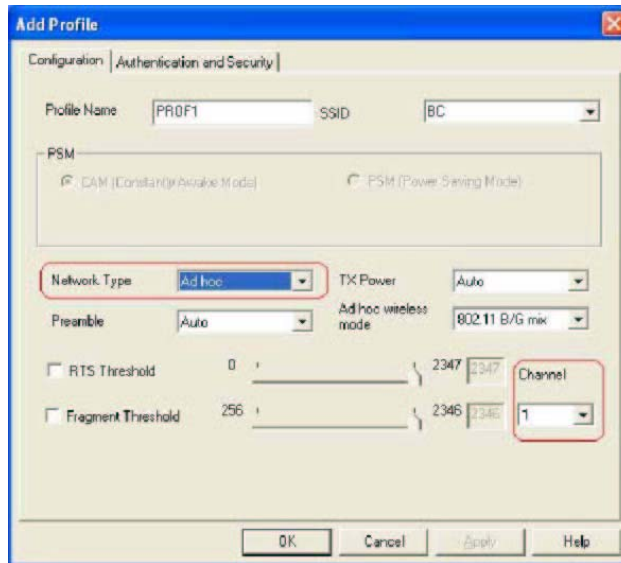 Add Profile
Configuration Authentication and Security
Profile Name PROF1 SSID BC
PSM
CAM (Constantly Awake Mode) PSM (Power Saving Mode)
Network Type Ad hoc TX Power Auto
Preamble Auto Ad hoc wireless mode 802.11 B/G mix
RTS Threshold 0 2347 2347
Channel
Fragment Threshold 256 2346 2346 1
OK Cancel Apply Help